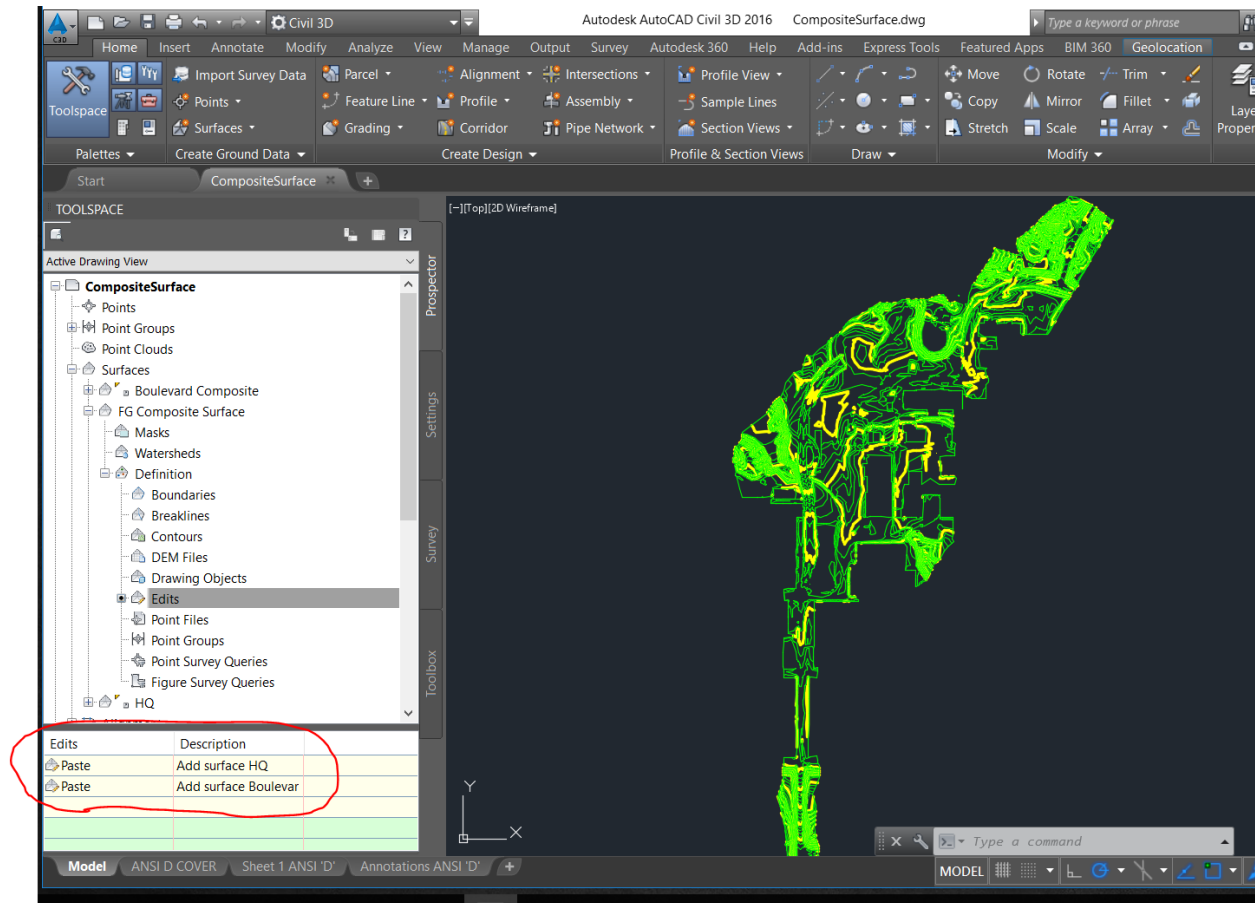 C3D
Civil 3D
Autodesk AutoCAD Civil 3D 2016 CompositeSurface.dwg
Type a keyword or phrase
Home Insert Annotate Modify Analyze View Manage Output Survey Autodesk 360 Help Add-ins Express Tools Featured Apps BIM 360 Geolocation
Toolspace
Import Survey Data Parcel Alignment Intersections Profile View Move Rotate Trim
Points Feature Line Profile Assembly Sample Lines Copy Mirror Fillet
Surfaces Grading Corridor Pipe Network Section Views Stretch Scale Array
Laye
Proper
Palettes Create Ground Data Create Design Profile & Section Views Draw Modify
Start CompositeSurface
TOOLSPACE
[−][Top][2D Wireframe]
Active Drawing View
CompositeSurface
Points
Point Groups
Point Clouds
Surfaces
Boulevard Composite
FG Composite Surface
Masks
Watersheds
Definition
Boundaries
Breaklines
Contours
DEM Files
Drawing Objects
Edits
Point Files
Point Groups
Point Survey Queries
Figure Survey Queries
HQ
Prospector
Settings
Survey
Toolbox
Edits Description
Paste Add surface HQ
Paste Add surface Boulevar
Y
X
Type a command
Model ANSI D COVER Sheet 1 ANSI 'D' Annotations ANSI 'D'
MODEL